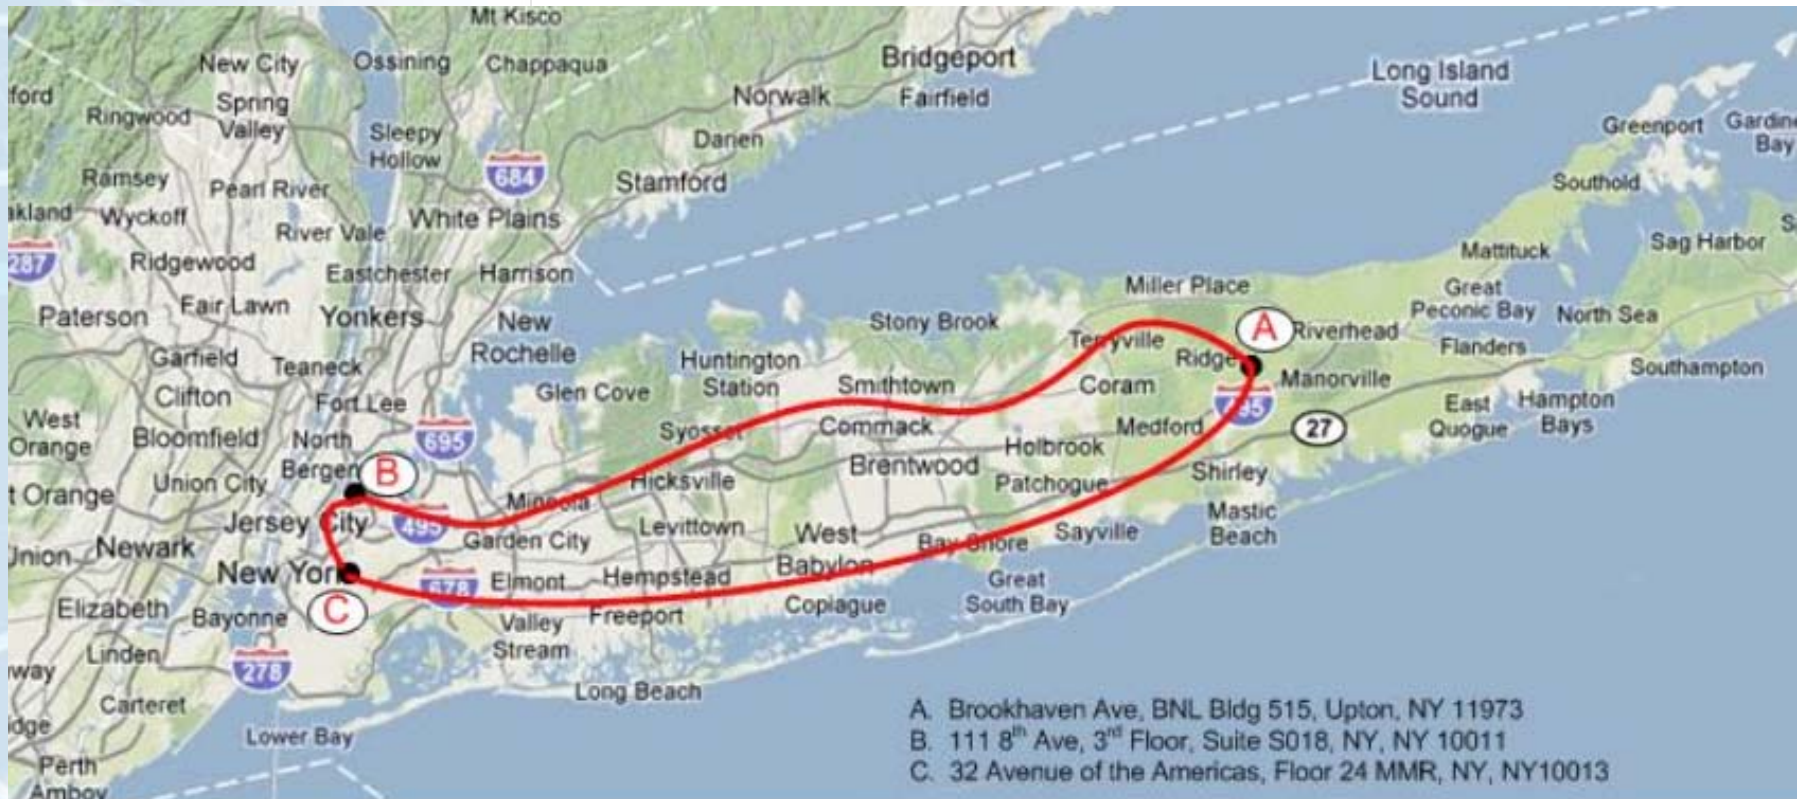 Mt Kisco
New City
Ossining
Chappaqua
Bridgeport
Long Island
Sound
ford
Ringwood
Spring
Valley
Norwalk
Fairfield
Sleepy
Hollow
Darien
Greenport
Gardine
Bay
684
Ramsey
Pearl River
Stamford
Southold
akland
Wyckoff
River Vale
White Plains
287
Ridgewood
Eastchester
Harrison
Mattituck
Sag Harbor
Paterson
Fair Lawn
Yonkers
New
Rochelle
Miller Place
Great
Peconic Bay
North Sea
Stony Brook
A
Riverhead
Garfield
Teaneck
Huntington
Station
Terryville
Ridge
Flanders
Southampton
Clifton
Fort Lee
Glen Cove
Smithtown
Coram
Manorville
West
Orange
Bloomfield
North
Bergen
695
Syosset
Commack
Medford
495
27
East
Quogue
Hampton
Bays
Holbrook
B
t Orange
Union City
Hicksville
Brentwood
Patchogue
Shirley
Mineola
Jersey City
495
Garden City
Levittown
West
Babylon
Bay Shore
Sayville
Mastic
Beach
Union
Newark
New York
678
Elmont
Hempstead
Great
South Bay
Elizabeth
Bayonne
C
Valley
Stream
Freeport
Copiague
Linden
278
way
Long Beach
Carteret
dge
Lower Bay
Perth
Amboy
A. Brookhaven Ave, BNL Bldg 515, Upton, NY 11973
B. 111 8th Ave, 3rd Floor, Suite S018, NY, NY 10011
C. 32 Avenue of the Americas, Floor 24 MMR, NY, NY10013